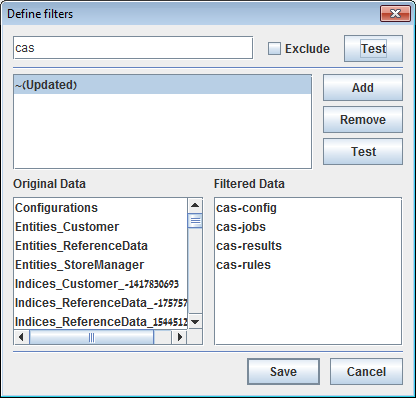 Define filters
cas
Exclude
Test
~(Updated)
Add
Remove
Test
Original Data
Configurations
Entities_Customer
Entities_ReferenceData
Entities_StoreManager
Indices_Customer_-1417830693
Indices_ReferenceData_-175757
Indices_ReferenceData_1544512
Filtered Data
cas-config
cas-jobs
cas-results
cas-rules
Save
Cancel